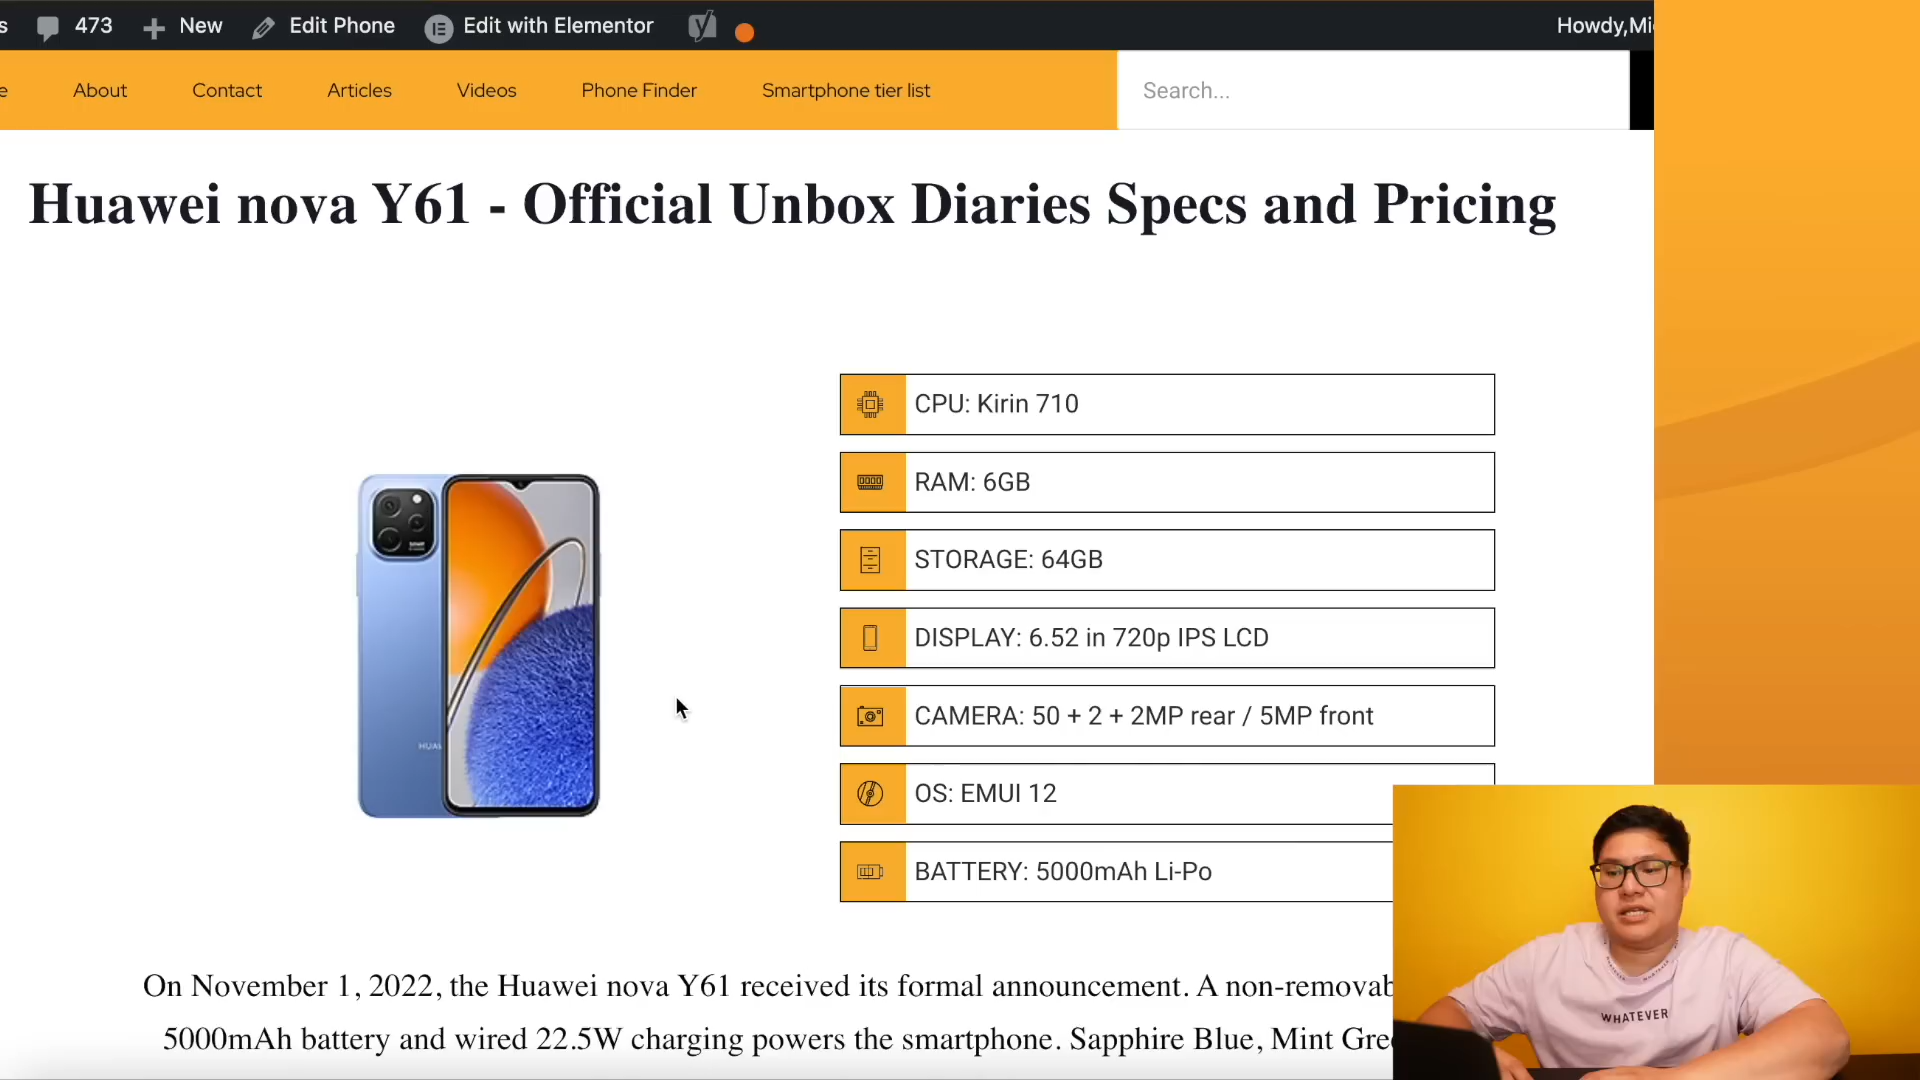 s 473 New Edit Phone Edit with Elementor Howdy, Mi
e About Contact Articles Videos Phone Finder Smartphone tier list Search...
Huawei nova Y61 - Official Unbox Diaries Specs and Pricing
CPU: Kirin 710
RAM: 6GB
STORAGE: 64GB
DISPLAY: 6.52 in 720p IPS LCD
CAMERA: 50 + 2 + 2MP rear / 5MP front
OS: EMUI 12
BATTERY: 5000mAh Li-Po
HUAW
On November 1, 2022, the Huawei nova Y61 received its formal announcement. A non-removab
5000mAh battery and wired 22.5W charging powers the smartphone. Sapphire Blue, Mint Gre
WHATEVER